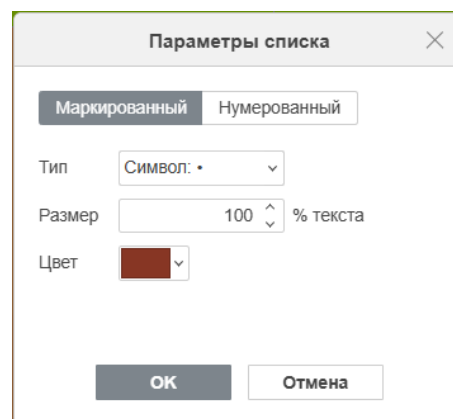 Параметры списка
Маркированный Нумерованный
Тип Символ: •
Размер 100 % текста
Цвет
ОК Отмена